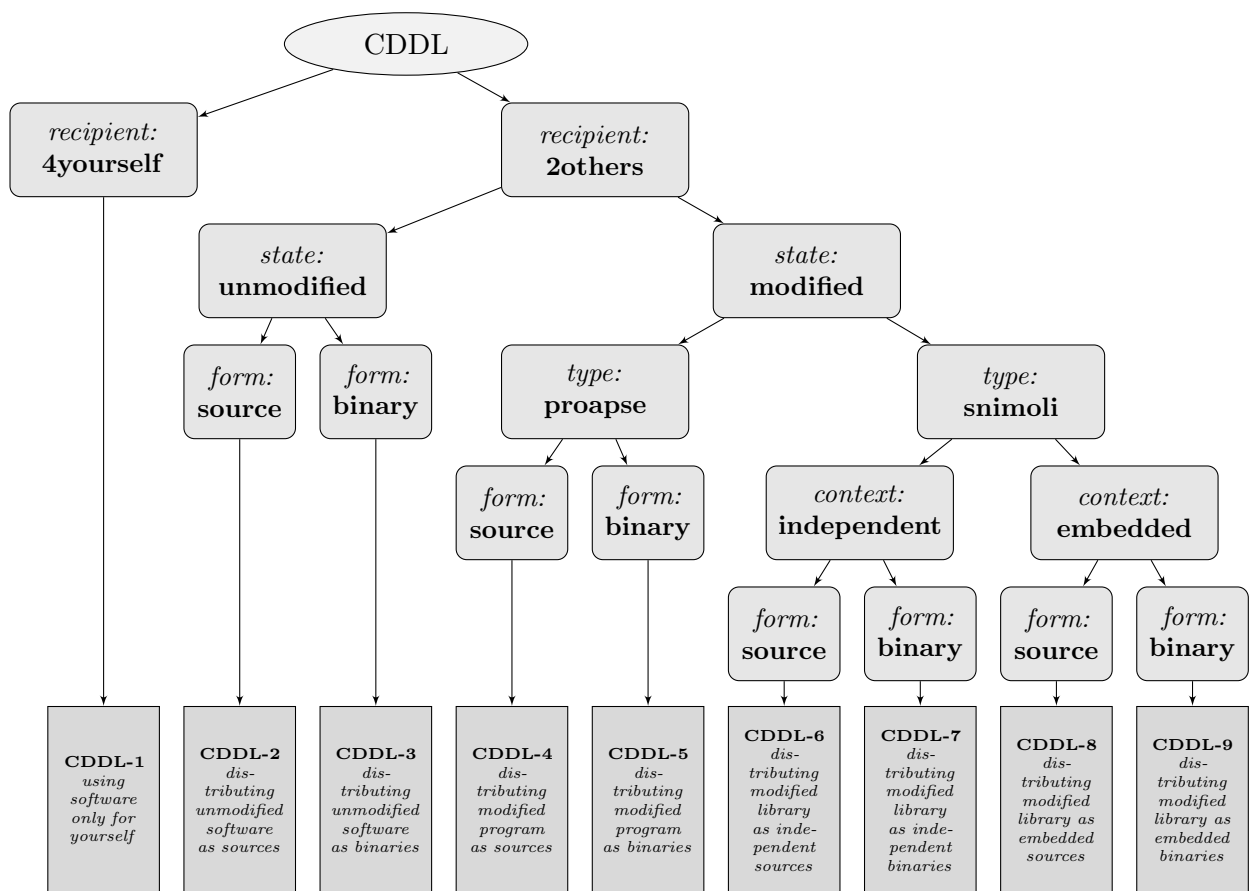 CDDL
recipient:
4yourself
recipient:
2others
state:
unmodified
state:
modified
form:
source
form:
binary
type:
proapse
type:
snimoli
form:
source
form:
binary
context:
independent
context:
embedded
form:
source
form:
binary
form:
source
form:
binary
CDDL-1
using
software
only for
yourself
CDDL-2
dis-
tributing
unmodified
software
as sources
CDDL-3
dis-
tributing
unmodified
software
as binaries
CDDL-4
dis-
tributing
modified
program
as sources
CDDL-5
dis-
tributing
modified
program
as binaries
CDDL-6
dis-
tributing
modified
library
as inde-
pendent
sources
CDDL-7
dis-
tributing
modified
library
as inde-
pendent
binaries
CDDL-8
dis-
tributing
modified
library as
embedded
sources
CDDL-9
dis-
tributing
modified
library as
embedded
binaries